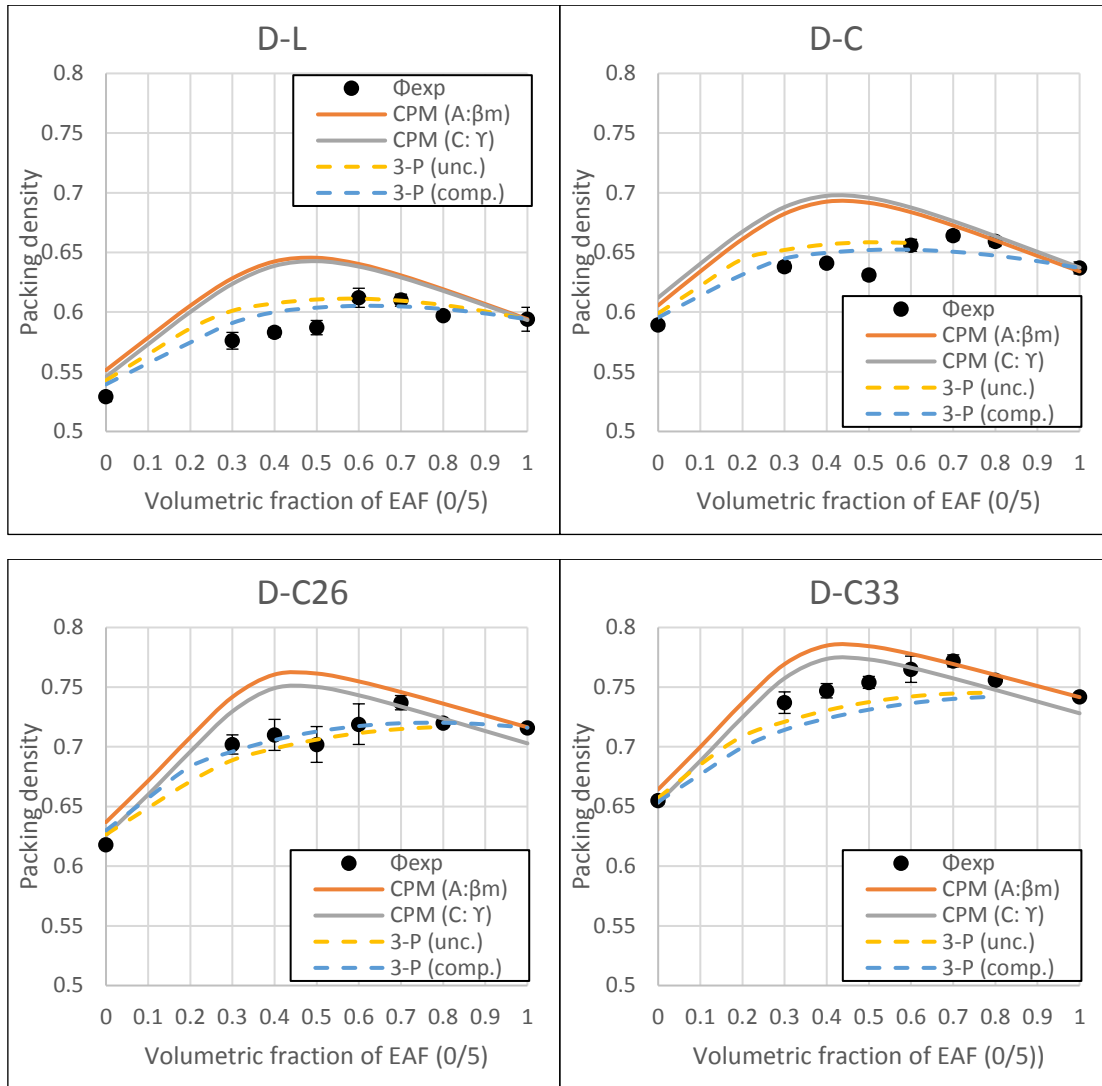 D-L
0.8
0.75
0.7
0.65
0.6
0.55
0.5
Packing density
Φexp
CPM (A:βm)
CPM (C: ϒ)
3-P (unc.)
3-P (comp.)
0 0.1 0.2 0.3 0.4 0.5 0.6 0.7 0.8 0.9 1
Volumetric fraction of EAF (0/5)
D-C
0.8
0.75
0.7
0.65
0.6
0.55
0.5
Packing density
Φexp
CPM (A:βm)
CPM (C: ϒ)
3-P (unc.)
3-P (comp.)
0 0.1 0.2 0.3 0.4 0.5 0.6 0.7 0.8 0.9 1
Volumetric fraction of EAF (0/5)
D-C26
0.8
0.75
0.7
0.65
0.6
0.55
0.5
Packing density
Φexp
CPM (A:βm)
CPM (C: ϒ)
3-P (unc.)
3-P (comp.)
0 0.1 0.2 0.3 0.4 0.5 0.6 0.7 0.8 0.9 1
Volumetric fraction of EAF (0/5)
D-C33
0.8
0.75
0.7
0.65
0.6
0.55
0.5
Packing density
Φexp
CPM (A:βm)
CPM (C: ϒ)
3-P (unc.)
3-P (comp.)
0 0.1 0.2 0.3 0.4 0.5 0.6 0.7 0.8 0.9 1
Volumetric fraction of EAF (0/5))